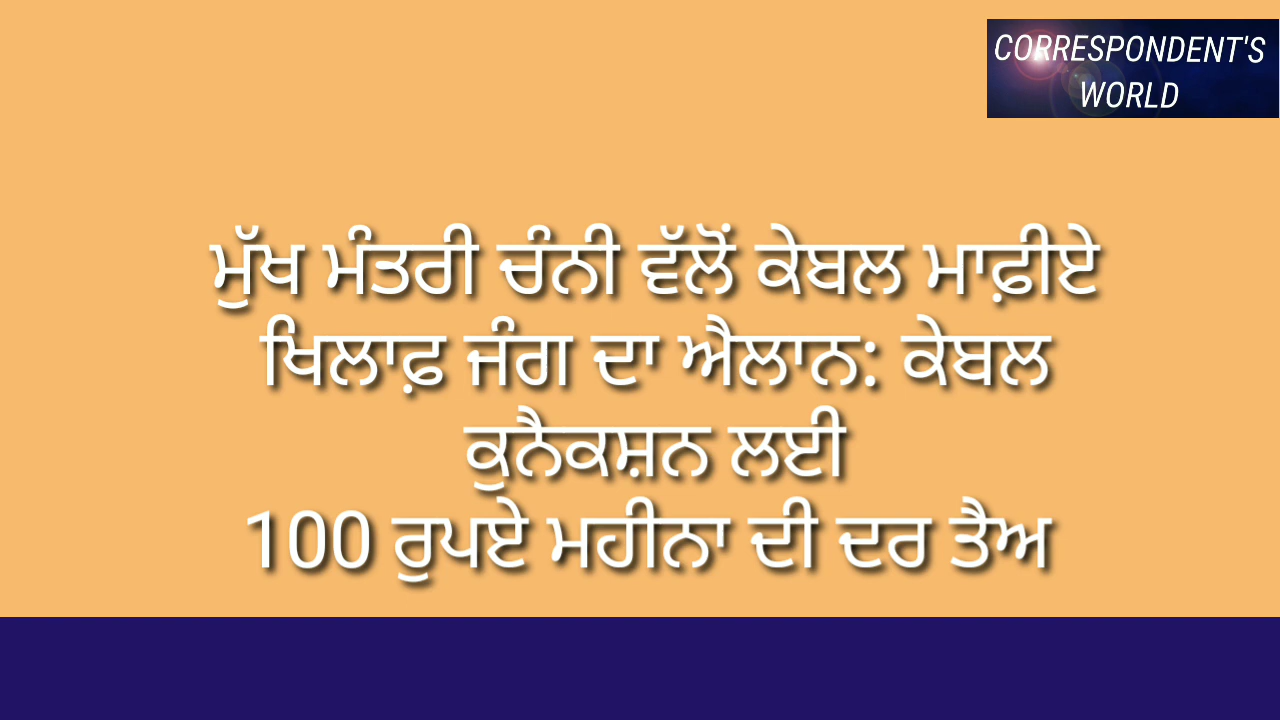 CORRESPONDENT'S
WORLD
ਮੁੱਖ ਮੰਤਰੀ ਚੰਨੀ ਵੱਲੋਂ ਕੇਬਲ ਮਾਫ਼ੀਏ
ਖਿਲਾਫ਼ ਜੰਗ ਦਾ ਐਲਾਨ: ਕੇਬਲ
ਕੁਨੈਕਸ਼ਨ ਲਈ
100 ਰੁਪਏ ਮਹੀਨਾ ਦੀ ਦਰ ਤੈਅ